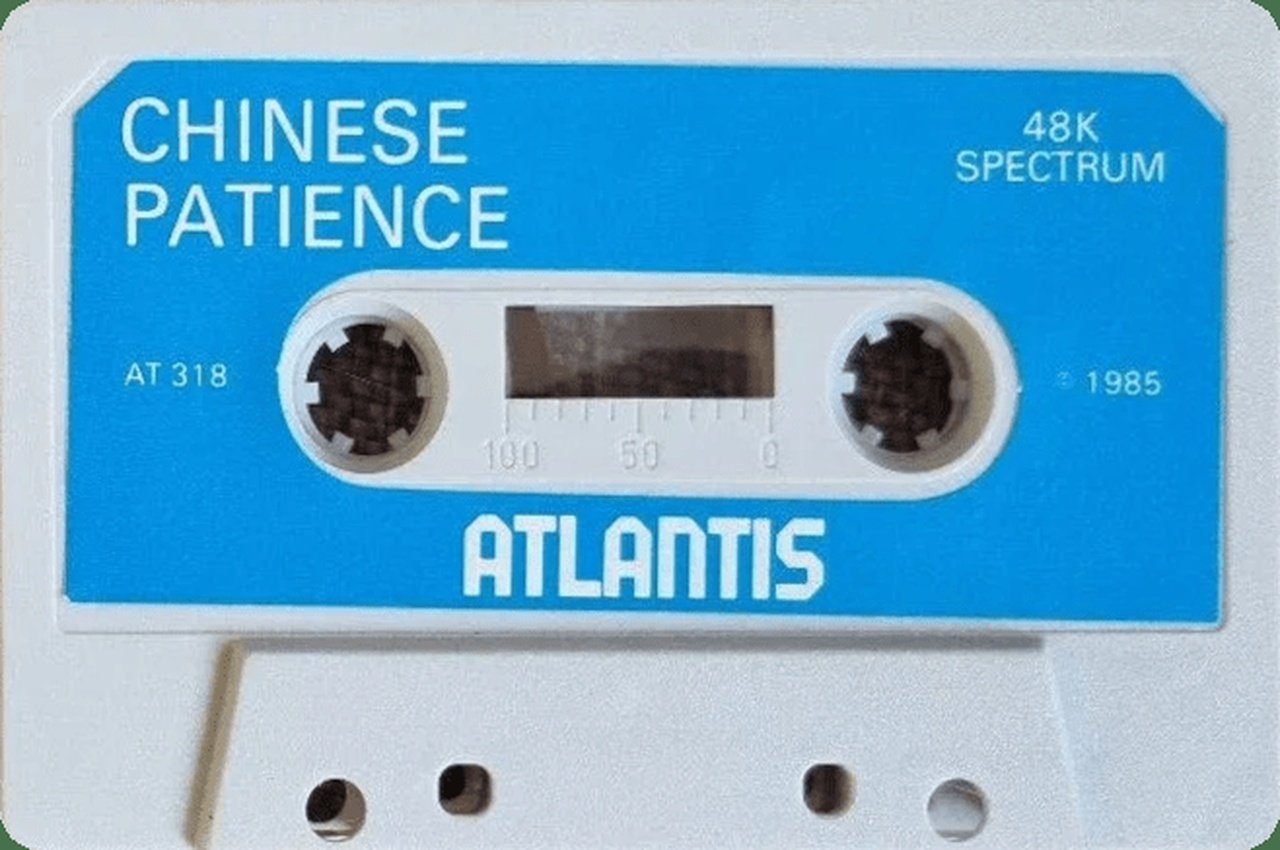 CHINESE
PATIENCE
48K
SPECTRUM
AT 318
℗ 1985
100 50 0
ATLANTIS